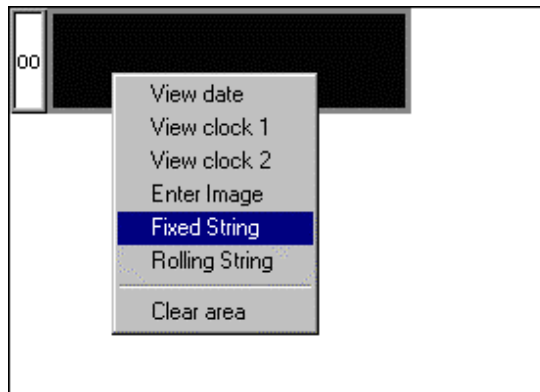 00
View date
View clock 1
View clock 2
Enter Image
Fixed String
Rolling String
Clear area